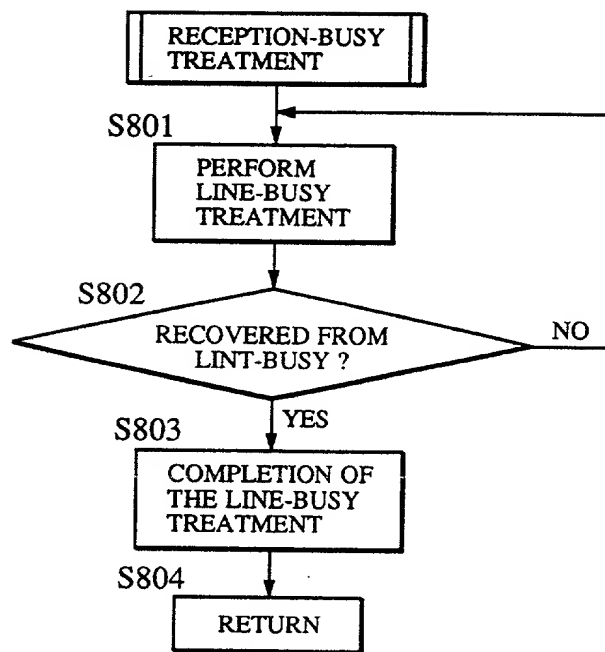 RECEPTION-BUSY
TREATMENT
S801
PERFORM
LINE-BUSY
TREATMENT
S802
RECOVERED FROM
LINT-BUSY ?
NO
YES
S803
COMPLETION OF
THE LINE-BUSY
TREATMENT
S804
RETURN